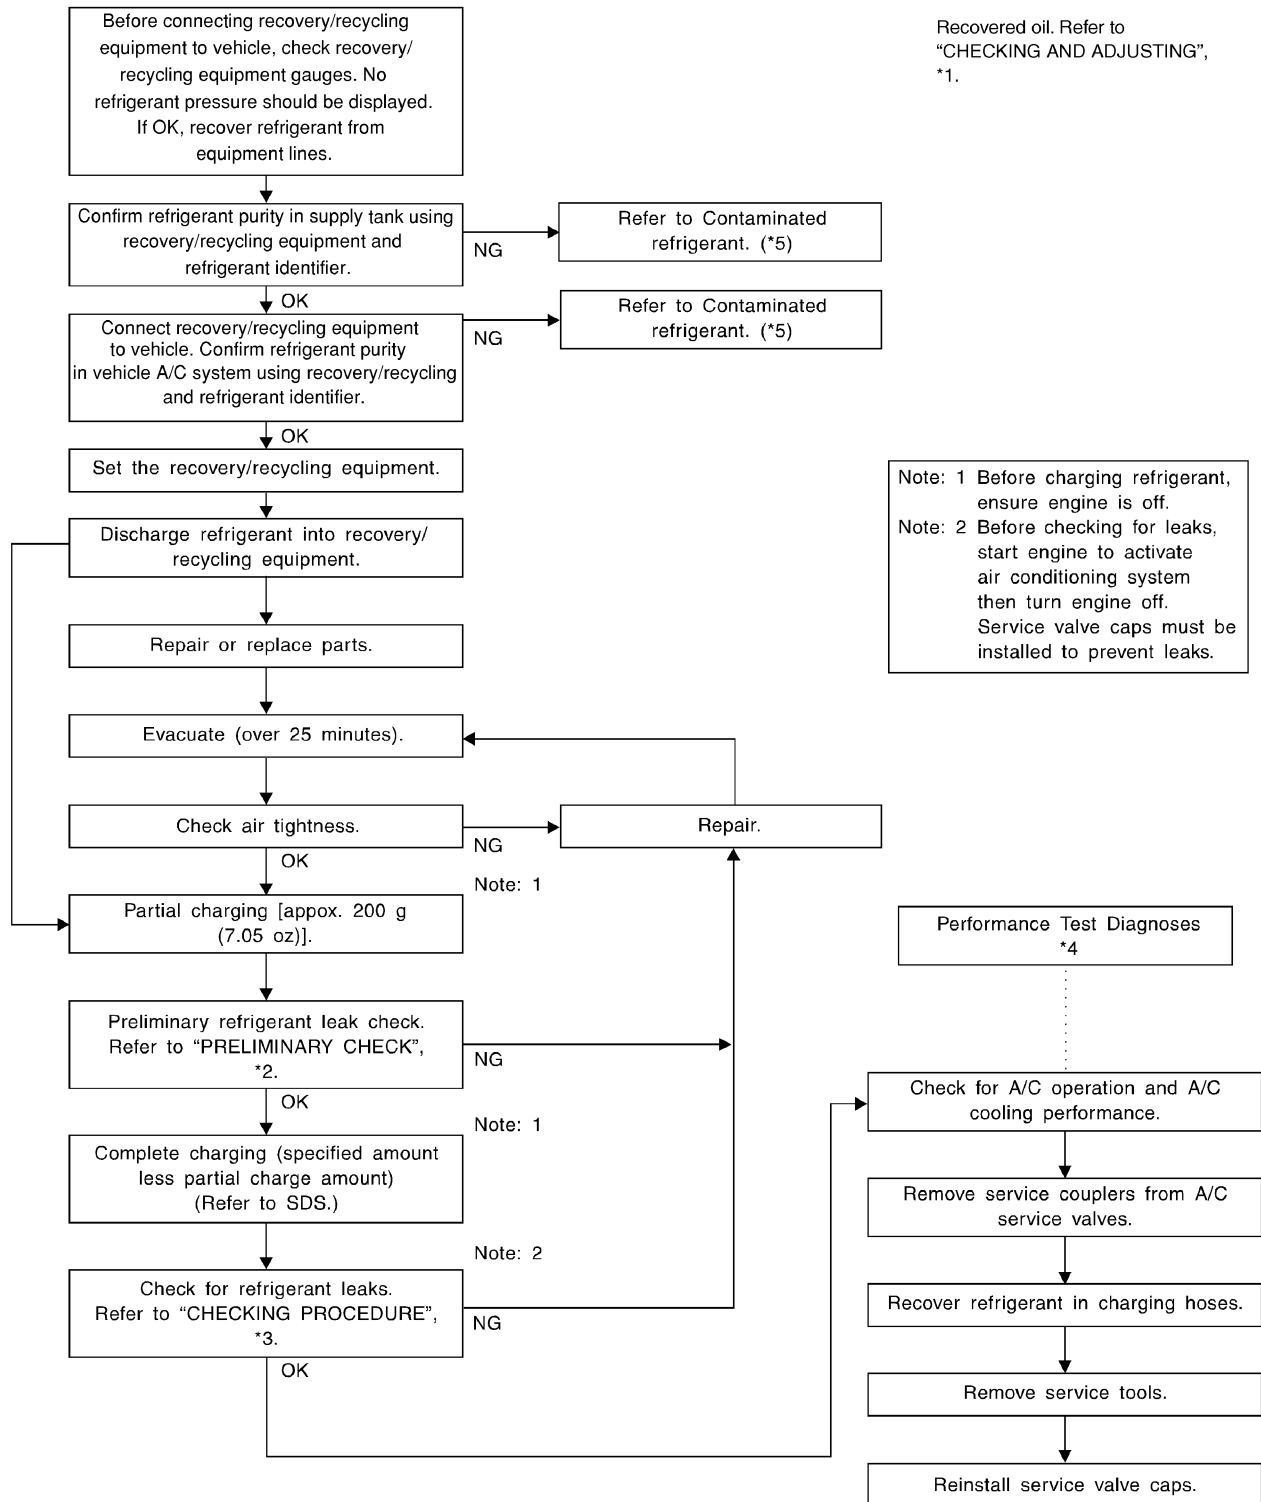 Before connecting recovery/recycling
equipment to vehicle, check recovery/
recycling equipment gauges. No
refrigerant pressure should be displayed.
If OK, recover refrigerant from
equipment lines.
Recovered oil. Refer to
“CHECKING AND ADJUSTING”,
*1.
Confirm refrigerant purity in supply tank using
recovery/recycling equipment and
refrigerant identifier.
NG
Refer to Contaminated
refrigerant. (*5)
OK
Connect recovery/recycling equipment
to vehicle. Confirm refrigerant purity
in vehicle A/C system using recovery/recycling
and refrigerant identifier.
NG
Refer to Contaminated
refrigerant. (*5)
OK
Set the recovery/recycling equipment.
Discharge refrigerant into recovery/
recycling equipment.
Note: 1 Before charging refrigerant,
ensure engine is off.
Note: 2 Before checking for leaks,
start engine to activate
air conditioning system
then turn engine off.
Service valve caps must be
installed to prevent leaks.
Repair or replace parts.
Evacuate (over 25 minutes).
Check air tightness.
NG
Repair.
OK
Note: 1
Partial charging [appox. 200 g
(7.05 oz)].
Preliminary refrigerant leak check.
Refer to “PRELIMINARY CHECK”,
*2.
NG
OK
Note: 1
Complete charging (specified amount
less partial charge amount)
(Refer to SDS.)
Note: 2
Check for refrigerant leaks.
Refer to “CHECKING PROCEDURE”,
*3.
NG
OK
Performance Test Diagnoses
*4
Check for A/C operation and A/C
cooling performance.
Remove service couplers from A/C
service valves.
Recover refrigerant in charging hoses.
Remove service tools.
Reinstall service valve caps.